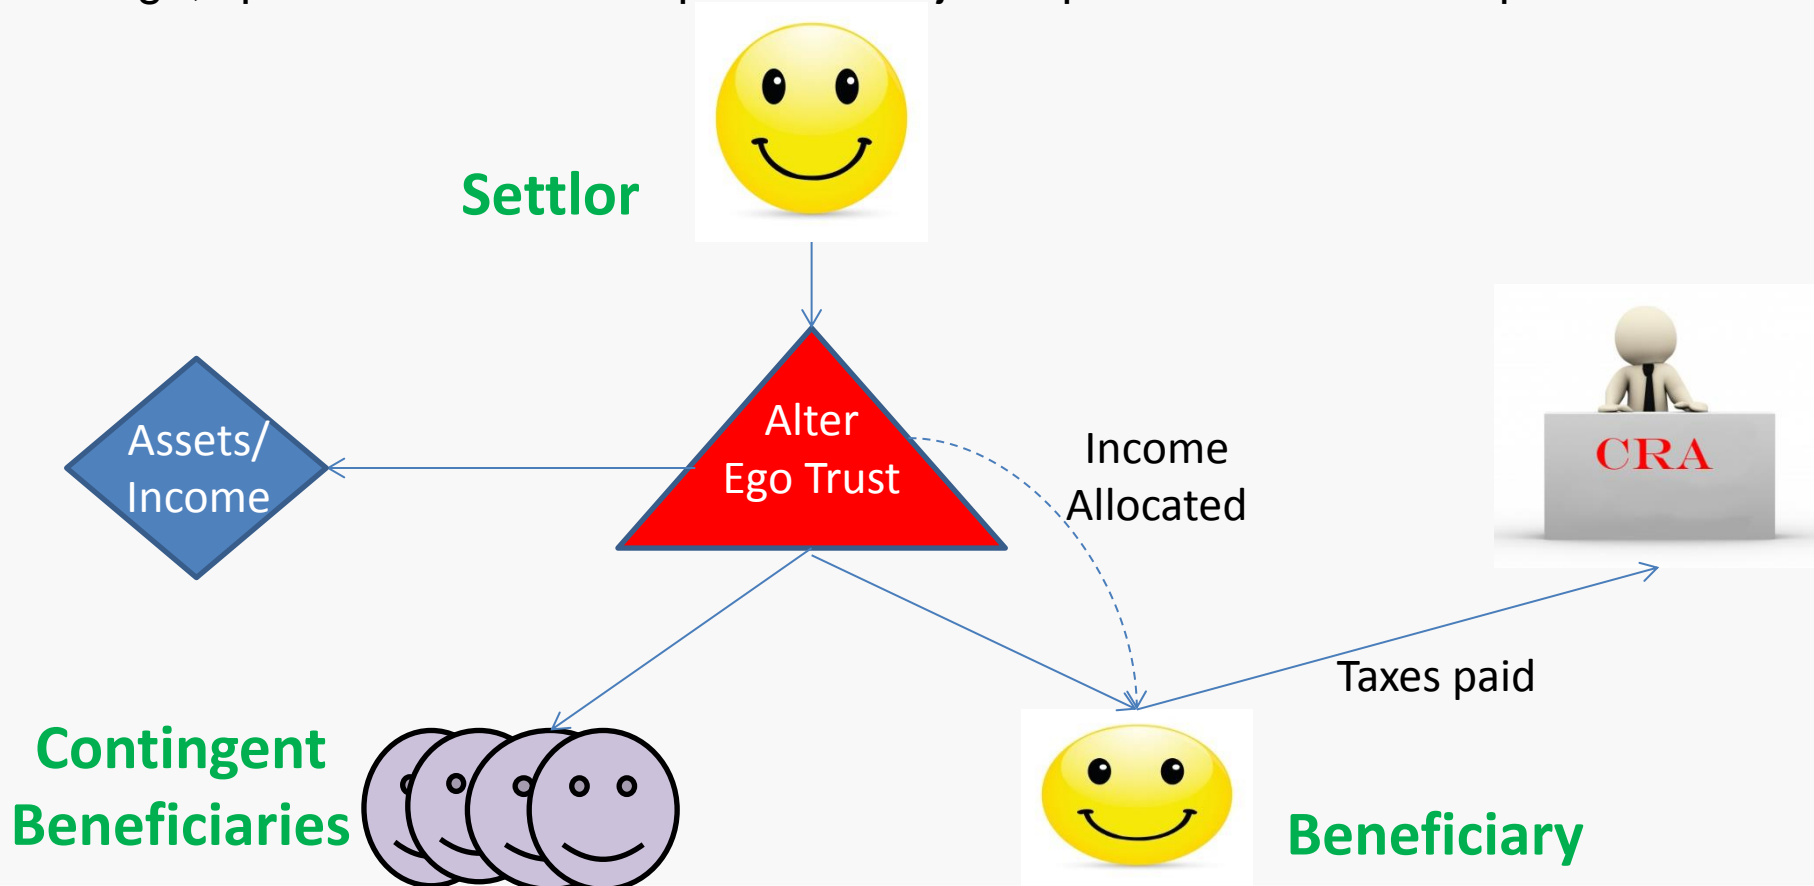 Settlor
Alter
Ego Trust
Assets/
Income
Income
Allocated
CRA
Taxes paid
Contingent
Beneficiaries
Beneficiary